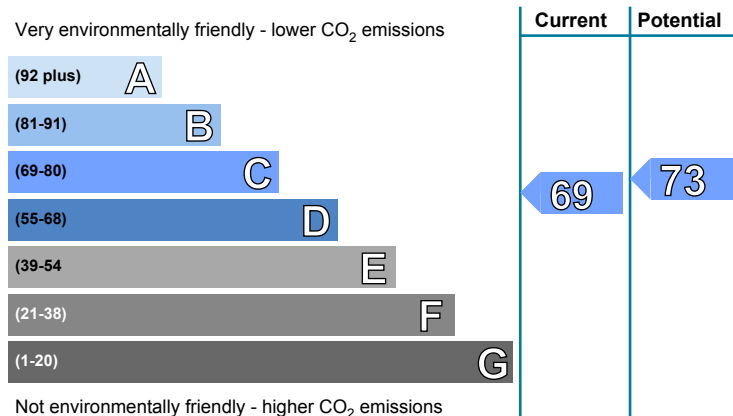 Very environmentally friendly - lower CO2 emissions
Current
Potential
(92 plus) A
(81-91) B
(69-80) C
(55-68) D
(39-54 E
(21-38) F
(1-20) G
69
73
Not environmentally friendly - higher CO2 emissions